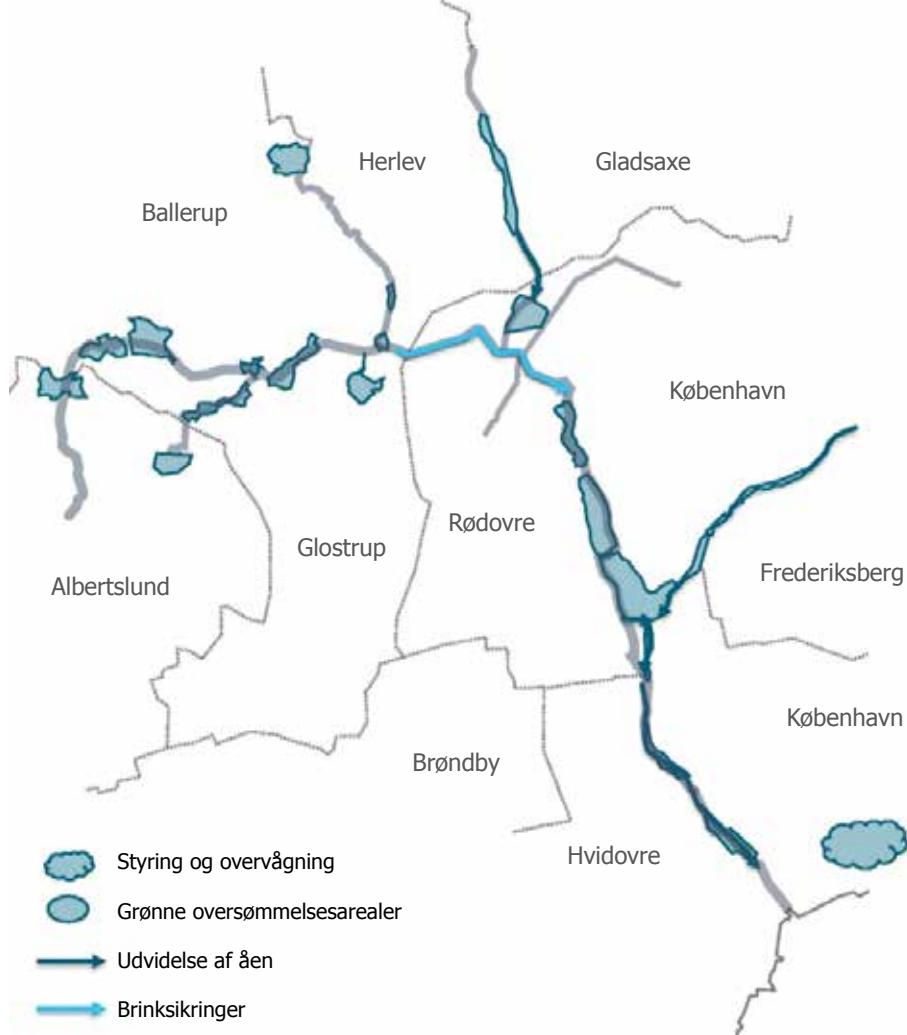 Herlev
Gladsaxe
Ballerup
København
Rødovre
Glostrup
Frederiksberg
Albertslund
København
Brøndby
Hvidovre
Styring og overvågning
Grønne oversømmelsesarealer
Udvidelse af åen
Brinksikringer